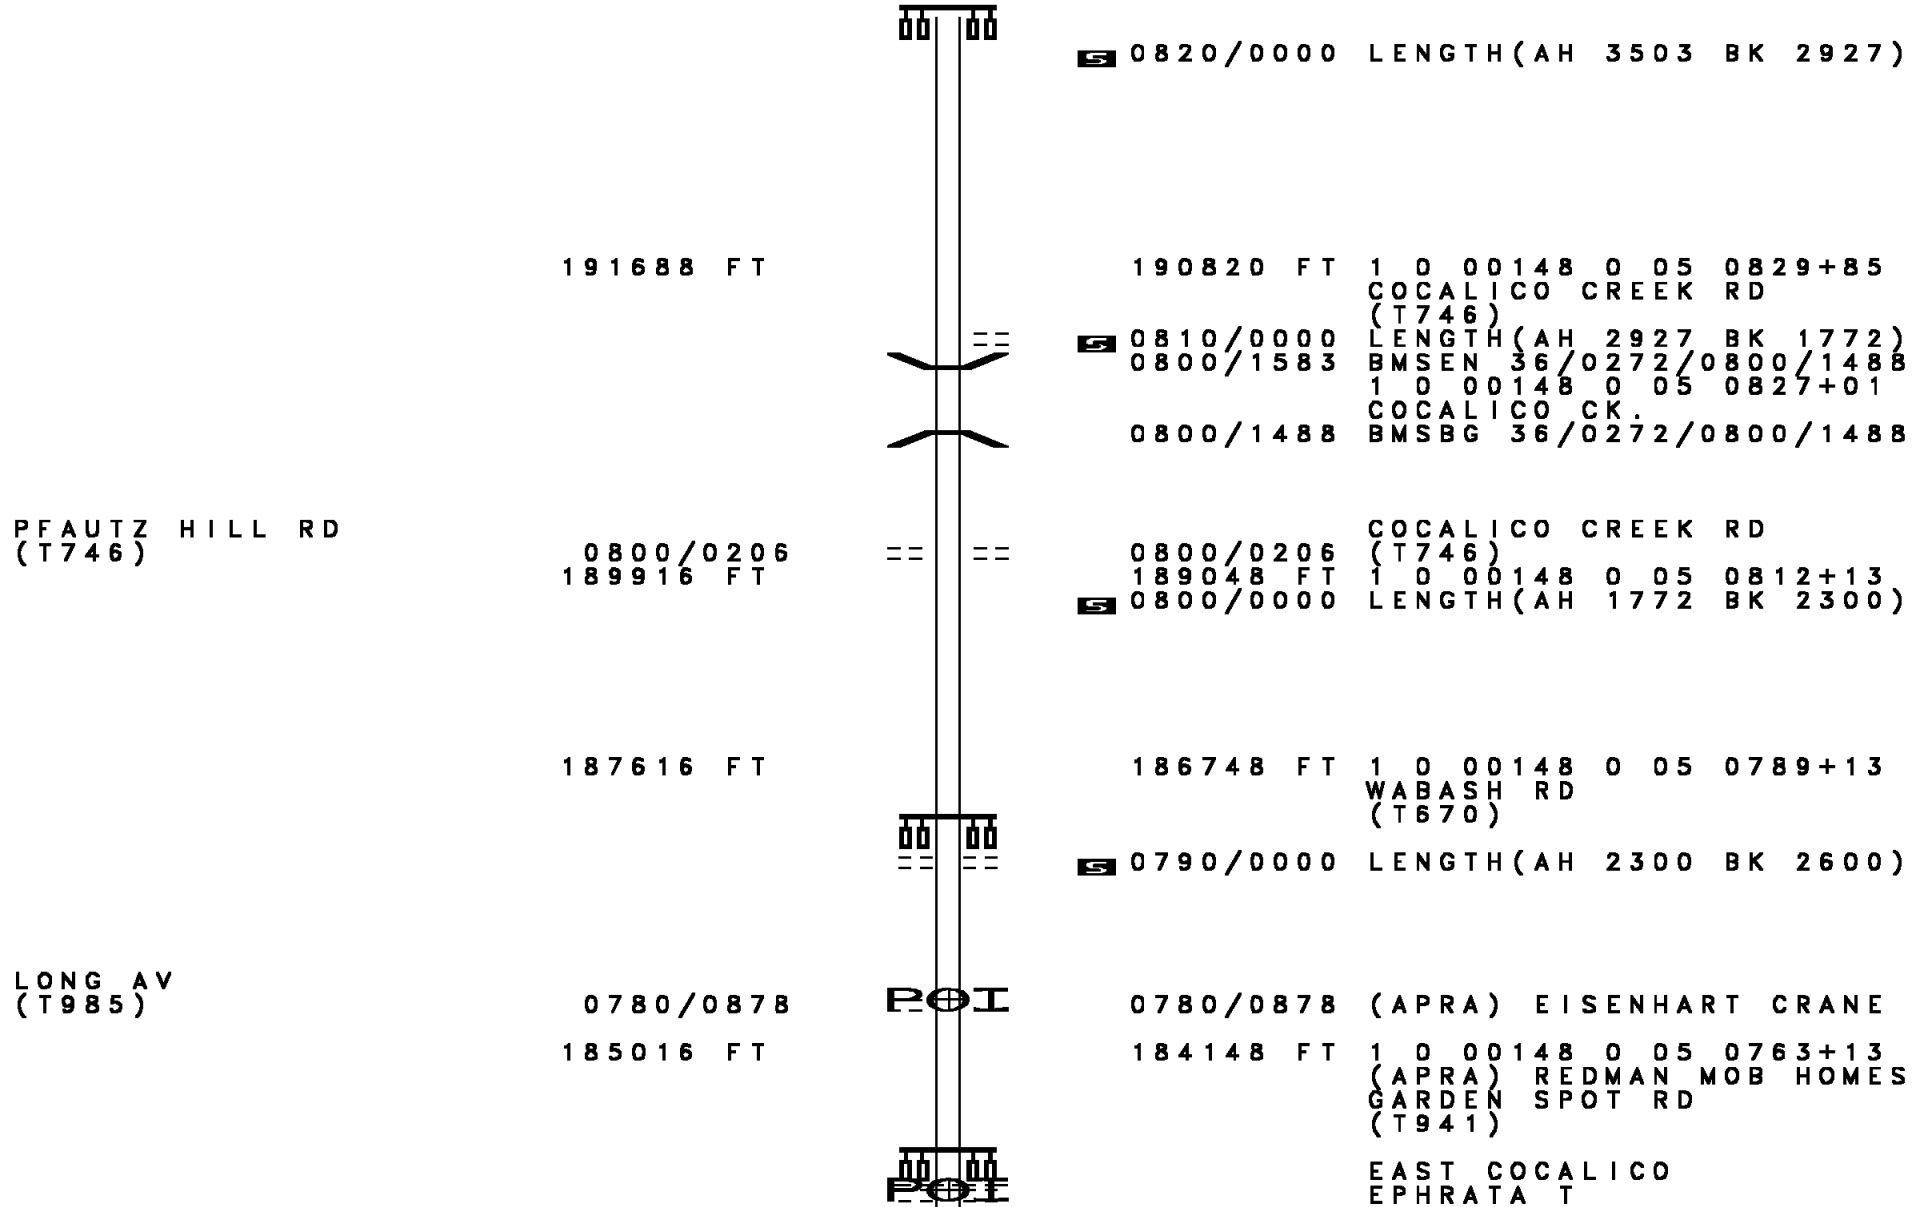 S 0820/0000 LENGTH(AH 3503 BK 2927)
191688 FT 190820 FT 1 0 00148 0 05 0829+85
COCALICO CREEK RD
(T746)
S 0810/0000 LENGTH(AH 2927 BK 1772)
0800/1583 BMSEN 36/0272/0800/1488
1 0 00148 0 05 0827+01
COCALICO CK.
0800/1488 BMSBG 36/0272/0800/1488
PFAUTZ HILL RD COCALICO CREEK RD
(T746) 0800/0206 0800/0206 (T746)
189916 FT 189048 FT 1 0 00148 0 05 0812+13
S 0800/0000 LENGTH(AH 1772 BK 2300)
187616 FT 186748 FT 1 0 00148 0 05 0789+13
WABASH RD
(T670)
S 0790/0000 LENGTH(AH 2300 BK 2600)
LONG AV
(T985) 0780/0878 POI 0780/0878 (APRA) EISENHART CRANE
185016 FT 184148 FT 1 0 00148 0 05 0763+13
(APRA) REDMAN MOB HOMES
GARDEN SPOT RD
(T941)
EAST COCALICO
POI EPHRATA T